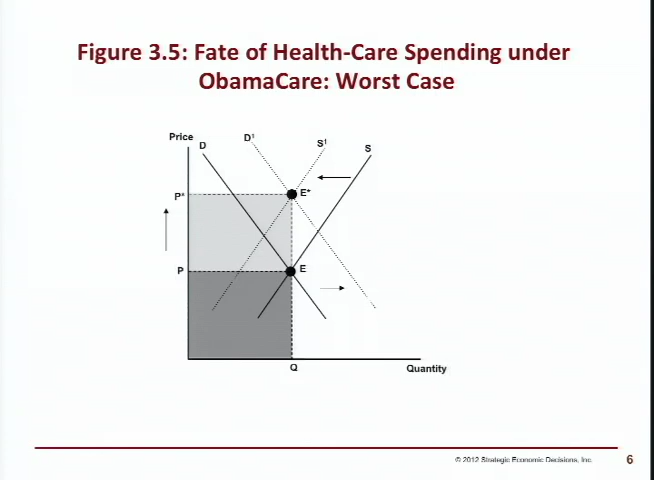 Figure 3.5: Fate of Health-Care Spending under
ObamaCare: Worst Case
Price
D
D¹
S¹
S
P*
E*
P
E
Q
Quantity
© 2012 Strategic Economic Decisions, Inc.
6